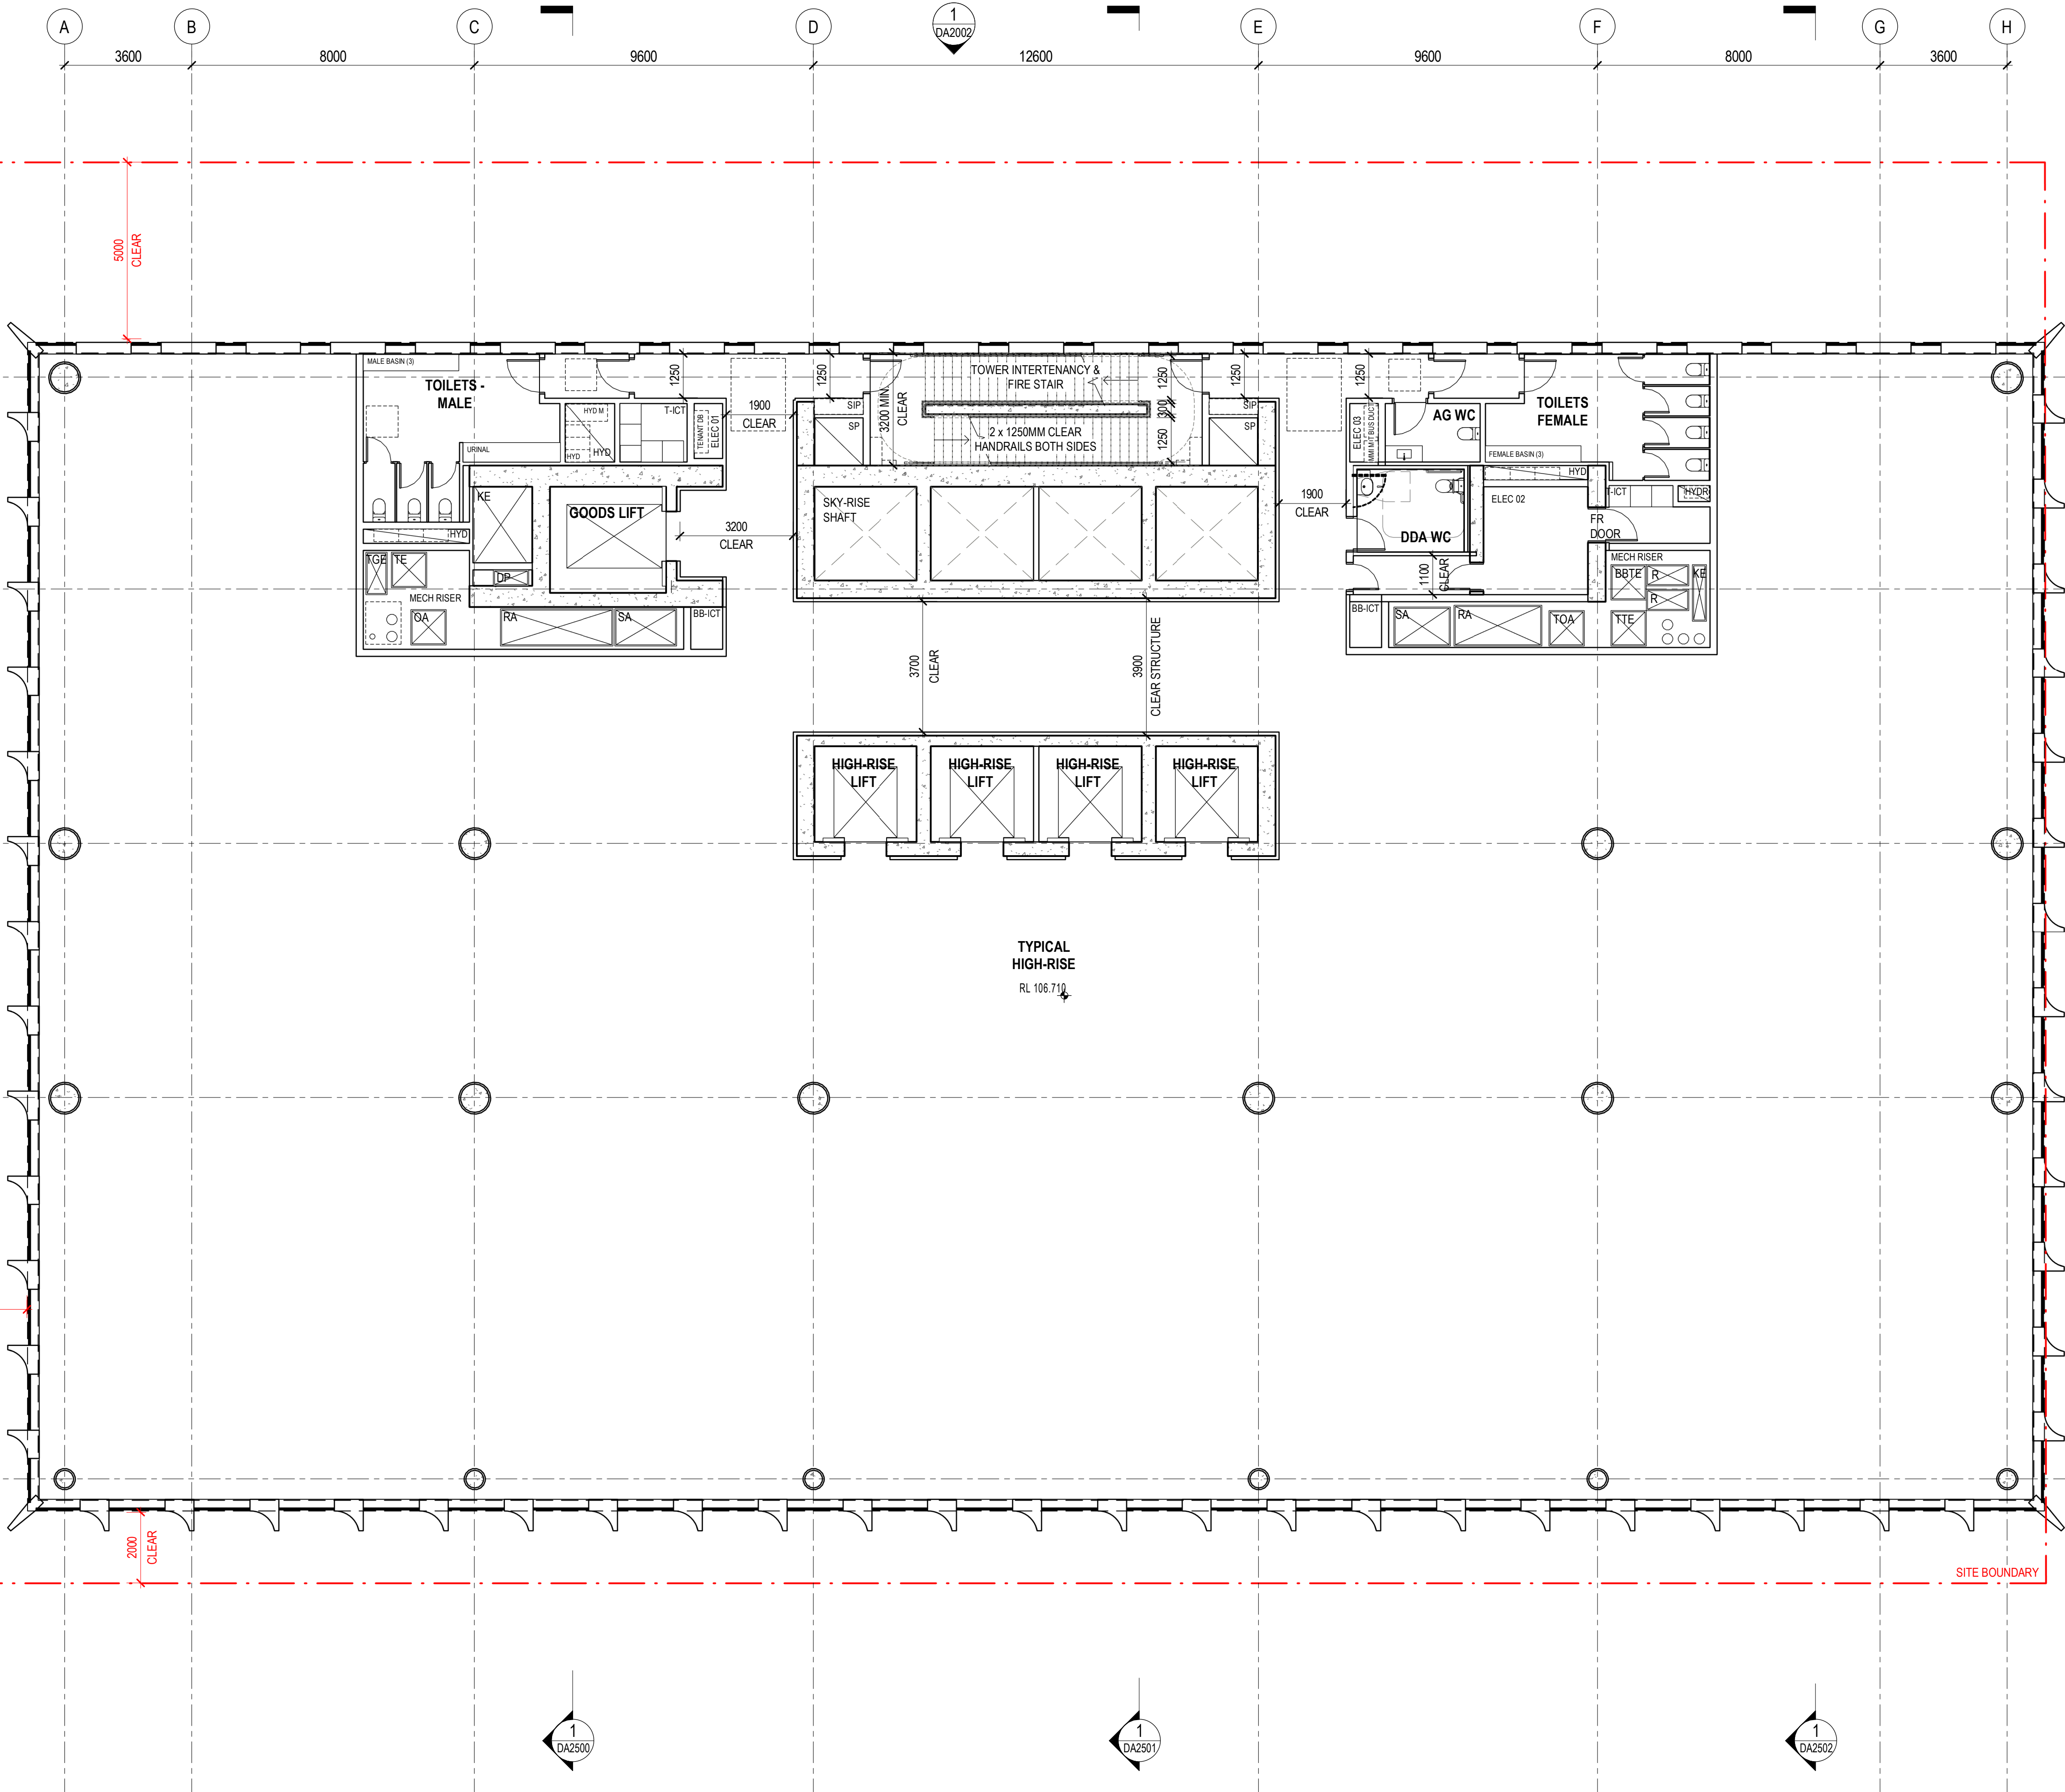 A
B
C
D
1
DA2002
E
F
G
H
3600
8000
9600
12600
9600
8000
3600
5000
CLEAR
MALE BASIN (3)
TOILETS -
MALE
URINAL
HYD M
HYD
HYD
T-ICT
TENANT DB
ELEC 01
1250
1900
CLEAR
1250
SIP
SP
3200 MIN
CLEAR
TOWER INTERTENANCY &
FIRE STAIR
2 x 1250MM CLEAR
HANDRAILS BOTH SIDES
1250
300
1250
1250
SIP
SP
1250
ELEC 03
AG WC
TOILETS
FEMALE
FEMALE BASIN (3)
HYD
T-ICT
HYDR
ELEC 02
FR
DOOR
KE
GOODS LIFT
3200
CLEAR
SKY-RISE
SHAFT
1900
CLEAR
DDA WC
1100
CLEAR
HYD
TGE
TE
DP
MECH RISER
OA
RA
SA
BB-ICT
BB-ICT
SA
RA
TOA
TTE
MECH RISER
BBTE
R
R
KE
3700
CLEAR
3900
CLEAR STRUCTURE
HIGH-RISE
LIFT
HIGH-RISE
LIFT
HIGH-RISE
LIFT
HIGH-RISE
LIFT
TYPICAL
HIGH-RISE
RL 106.710
2000
CLEAR
SITE BOUNDARY
1
DA2500
1
DA2501
1
DA2502